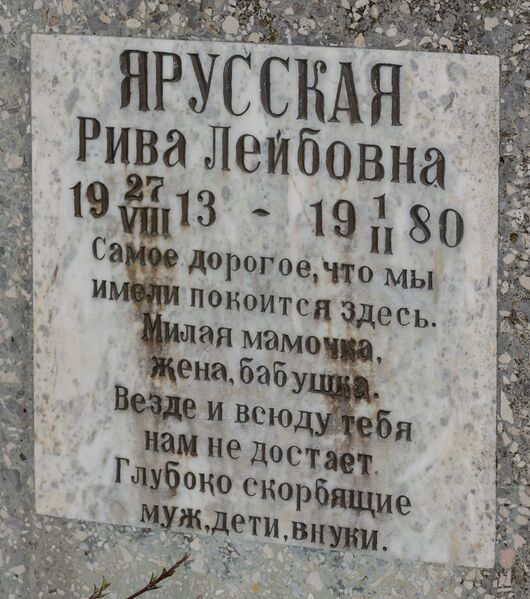 ЯРУССКАЯ
Рива Лейбовна
19 27/VIII 13 - 19 1/II 80
Самое дорогое, что мы
имели покоится здесь.
Милая мамочка,
жена, бабушка.
Везде и всюду тебя
нам не достает.
Глубоко скорбящие
муж, дети, внуки.